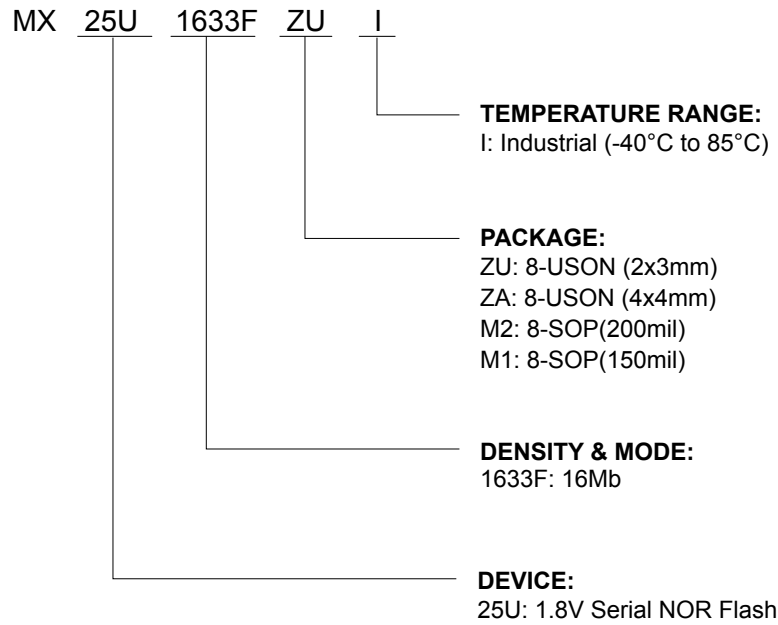 MX 25U 1633F ZU I
TEMPERATURE RANGE:
I: Industrial (-40°C to 85°C)
PACKAGE:
ZU: 8-USON (2x3mm)
ZA: 8-USON (4x4mm)
M2: 8-SOP(200mil)
M1: 8-SOP(150mil)
DENSITY & MODE:
1633F: 16Mb
DEVICE:
25U: 1.8V Serial NOR Flash